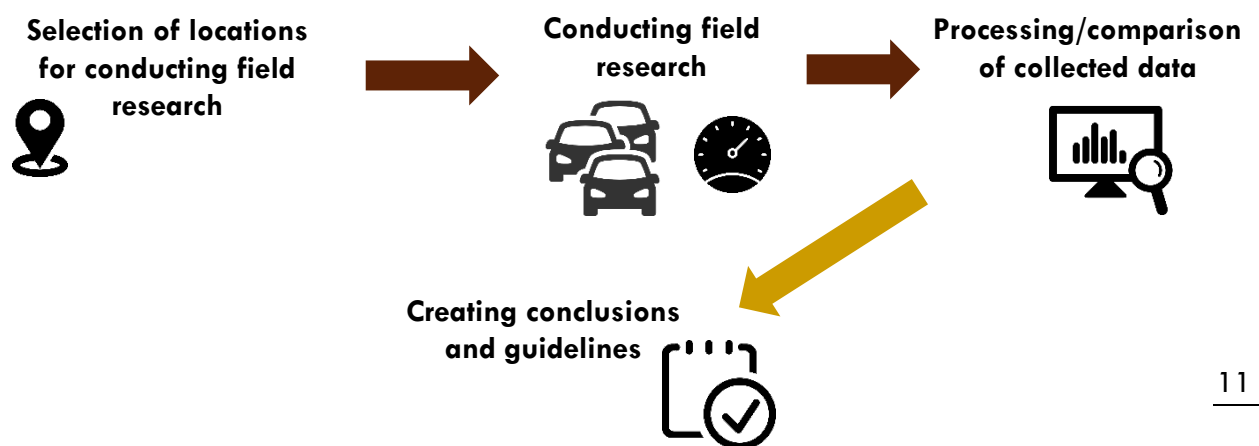 Selection of locations
for conducting field
research
Conducting field
research
Processing/comparison
of collected data
Creating conclusions
and guidelines
11